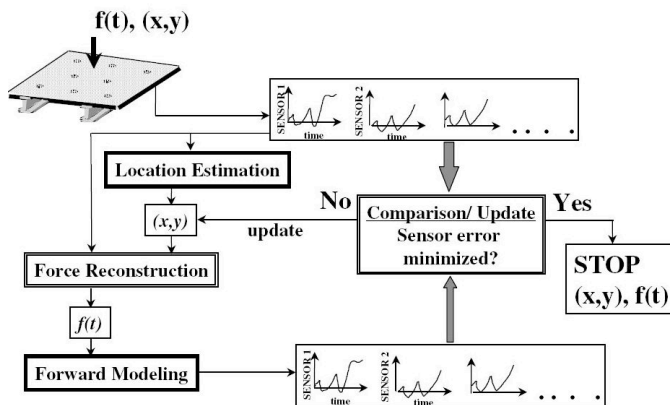 f(t), (x,y)
SENSOR 1
time
SENSOR 2
time
. . . .
Location Estimation
(x,y)
update
No
Comparison/ Update
Sensor error
minimized?
Yes
STOP
(x,y), f(t)
Force Reconstruction
f(t)
Forward Modeling
SENSOR 1
time
SENSOR 2
time
. . . .